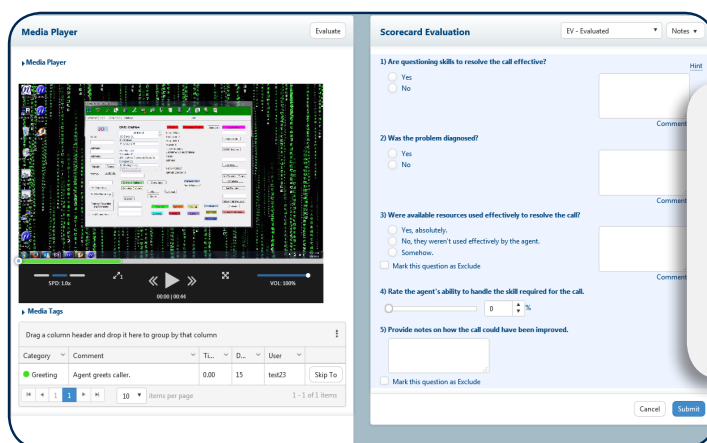 Media Player
Evaluate
Media Player
SPD: 1.0x
1
00:00 | 00:44
VOL: 100%
Media Tags
Drag a column header and drop it here to group by that column
Category Comment Ti... D... User
Greeting Agent greets caller. 0.00 15 test23 Skip To
1 1 10 items per page 1 - 1 of 1 items
Scorecard Evaluation
EV - Evaluated
Notes
1) Are questioning skills to resolve the call effective?
Hint
Yes
No
Comment
2) Was the problem diagnosed?
Yes
No
Comment
3) Were available resources used effectively to resolve the call?
Yes, absolutely.
No, they weren't used effectively by the agent.
Somehow.
Mark this question as Exclude
Comment
4) Rate the agent's ability to handle the skill required for the call.
0 %
5) Provide notes on how the call could have been improved.
Mark this question as Exclude
Cancel Submit